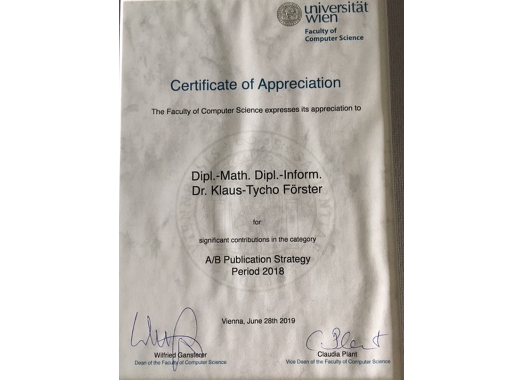 universität
wien
Faculty of
Computer Science
Certificate of Appreciation
The Faculty of Computer Science expresses its appreciation to
Dipl.-Math. Dipl.-Inform.
Dr. Klaus-Tycho Förster
for
significant contributions in the category
A/B Publication Strategy
Period 2018
Vienna, June 28th 2019
Wilfried Gansterer
Dean of the Faculty of Computer Science
Claudia Plant
Vice Dean of the Faculty of Computer Science